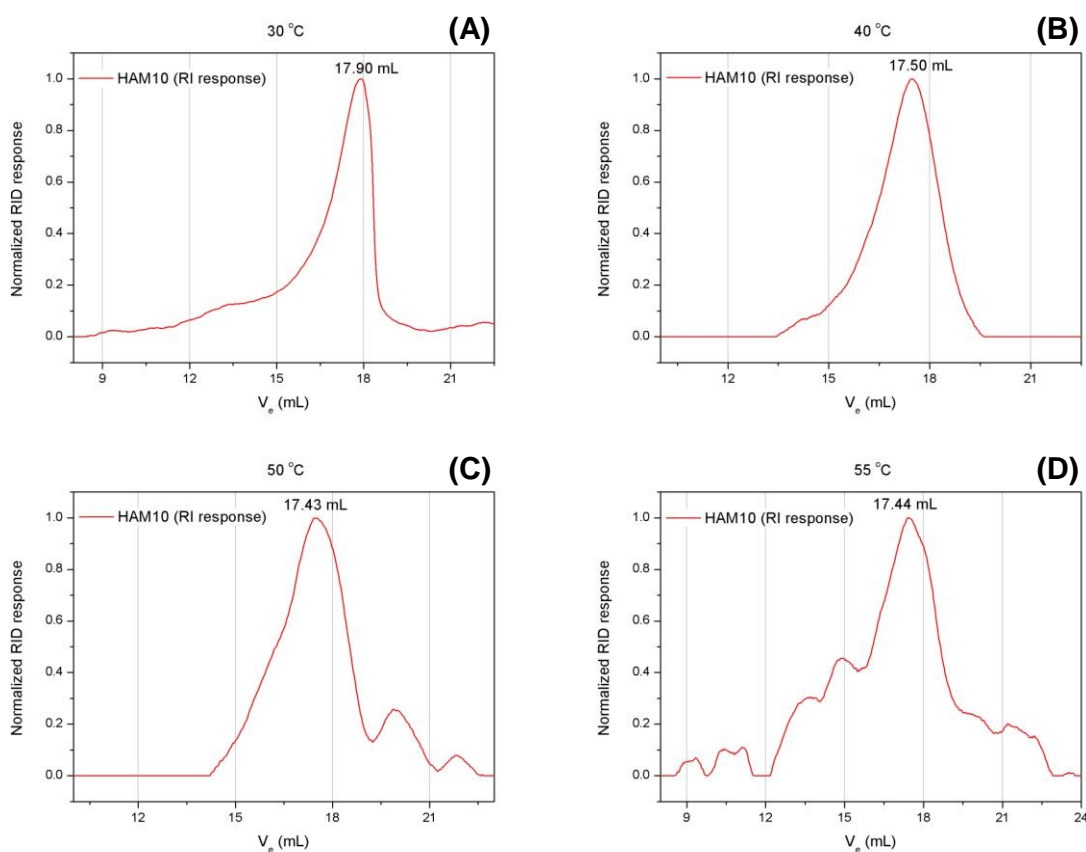 30 °C
(A)
17.90 mL
HAM10 (RI response)
1.0
0.8
0.6
0.4
0.2
0.0
Normalized RID response
9
12
15
18
21
Ve (mL)
40 °C
(B)
17.50 mL
HAM10 (RI response)
1.0
0.8
0.6
0.4
0.2
0.0
Normalized RID response
12
15
18
21
Ve (mL)
50 °C
(C)
17.43 mL
HAM10 (RI response)
1.0
0.8
0.6
0.4
0.2
0.0
Normalized RID response
12
15
18
21
Ve (mL)
55 °C
(D)
17.44 mL
HAM10 (RI response)
1.0
0.8
0.6
0.4
0.2
0.0
Normalized RID response
9
12
15
18
21
24
Ve (mL)